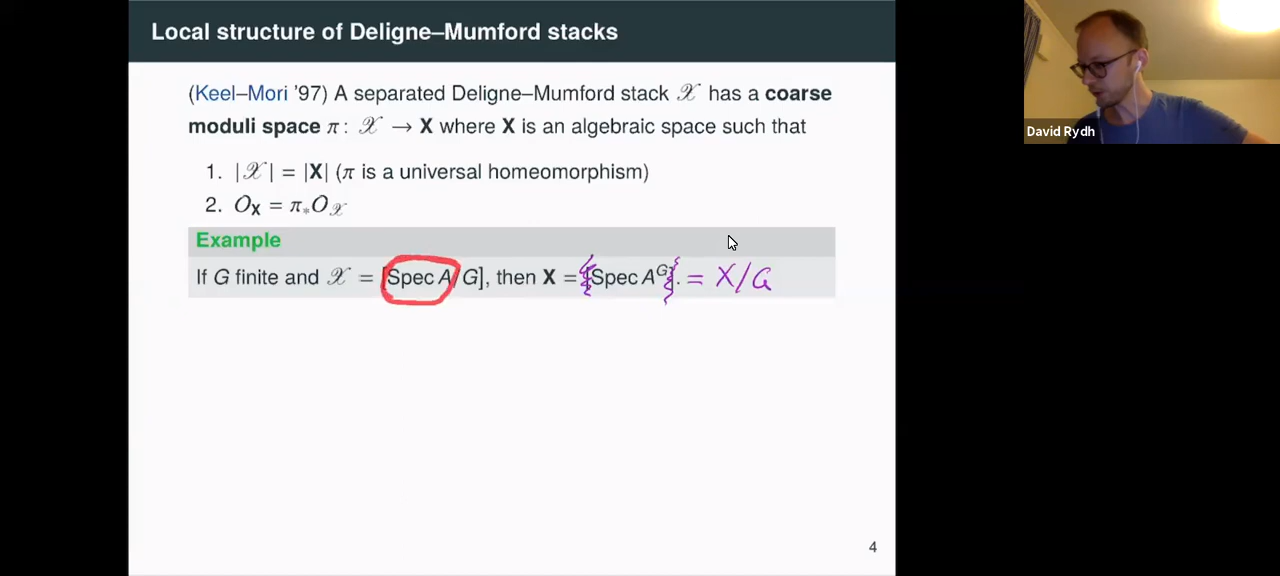 Local structure of Deligne–Mumford stacks
(Keel–Mori '97) A separated Deligne–Mumford stack 𝒳 has a coarse
moduli space π: 𝒳 → X where X is an algebraic space such that
1. |𝒳| = |X| (π is a universal homeomorphism)
2. O_X = π_*O_𝒳
Example
If G finite and 𝒳 = [Spec A/G], then X = [Spec A^G]. = X/G
4
David Rydh